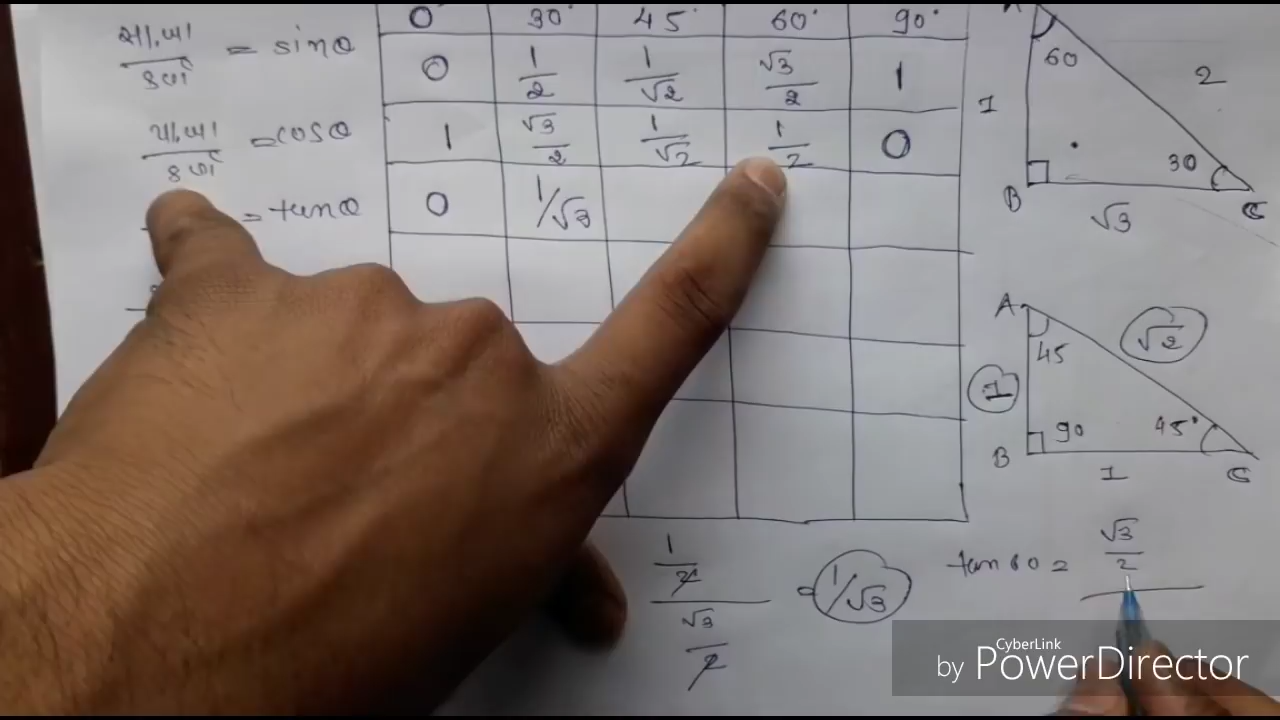 0° 30° 45° 60° 90°
સા.બા / કર્ણ = sinθ 0 1/2 1/√2 √3/2 1
પા.બા / કર્ણ = cosθ 1 √3/2 1/√2 1/2 0
= tanθ 0 1/√3
60
2
1
30
B √3 C
A
45 √2
1
90 45°
B 1 C
1/2 / √3/2 = 1/√3
tan 60 = √3/2
CyberLink
by PowerDirector